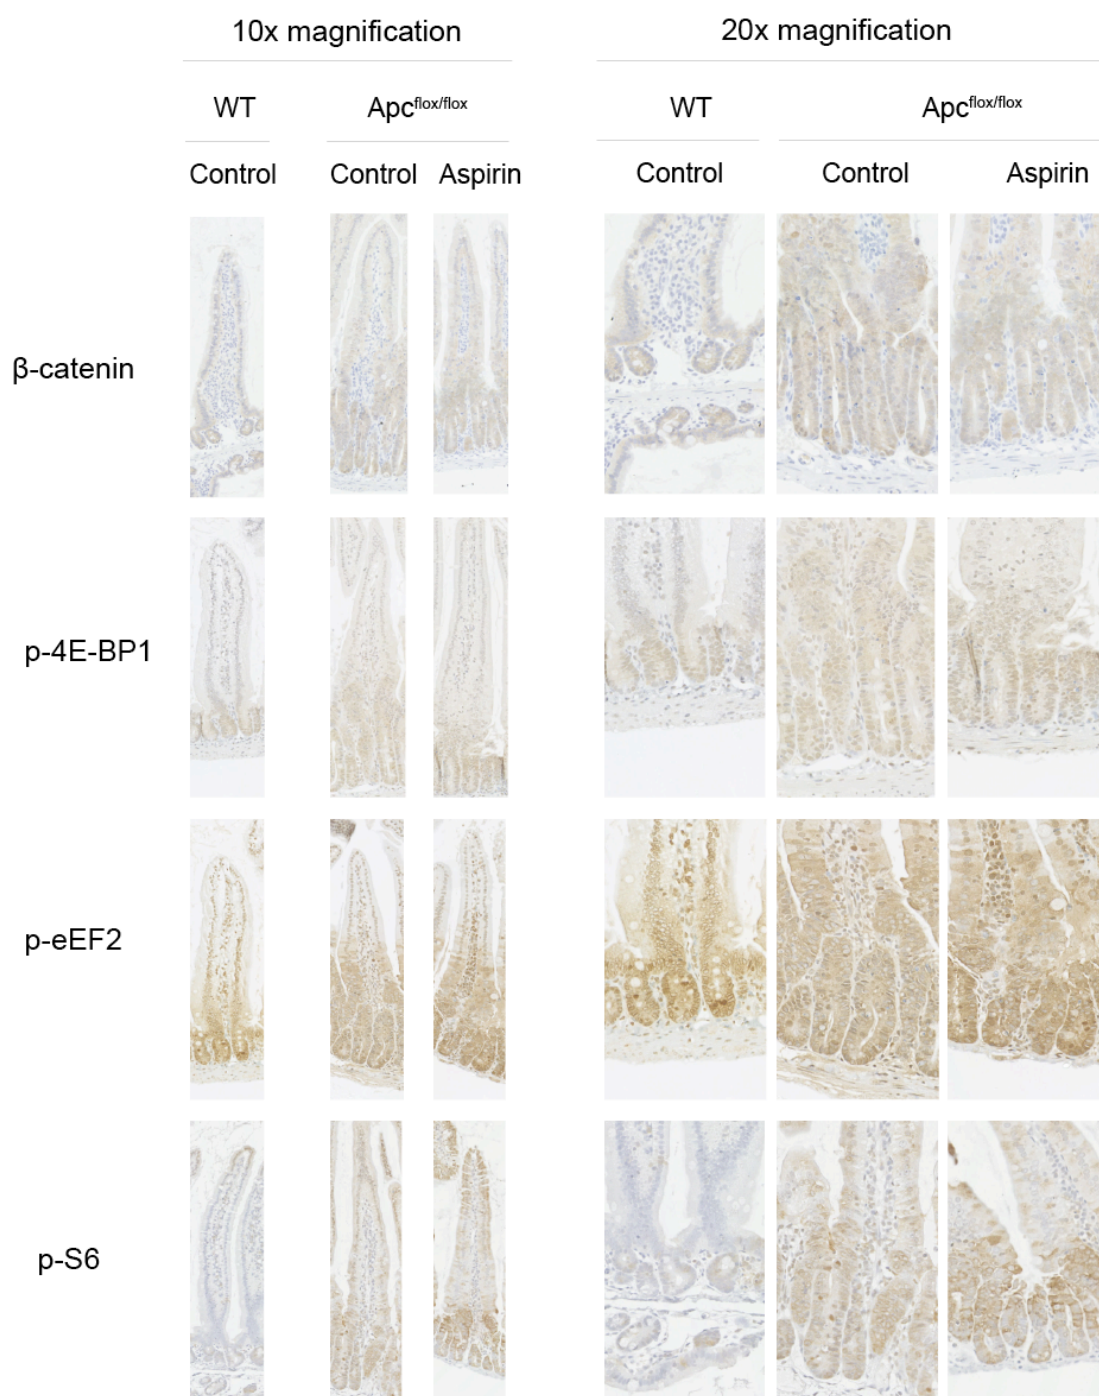 10x magnification 20x magnification
WT Apcflox/flox WT Apcflox/flox
Control Control Aspirin Control Control Aspirin
β-catenin
p-4E-BP1
p-eEF2
p-S6